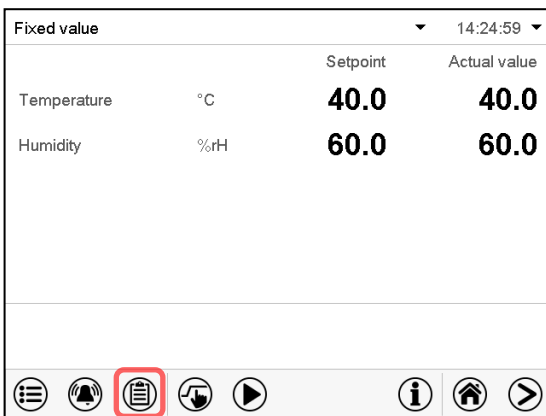 Fixed value 14:24:59
Setpoint Actual value
Temperature °C 40.0 40.0
Humidity %rH 60.0 60.0